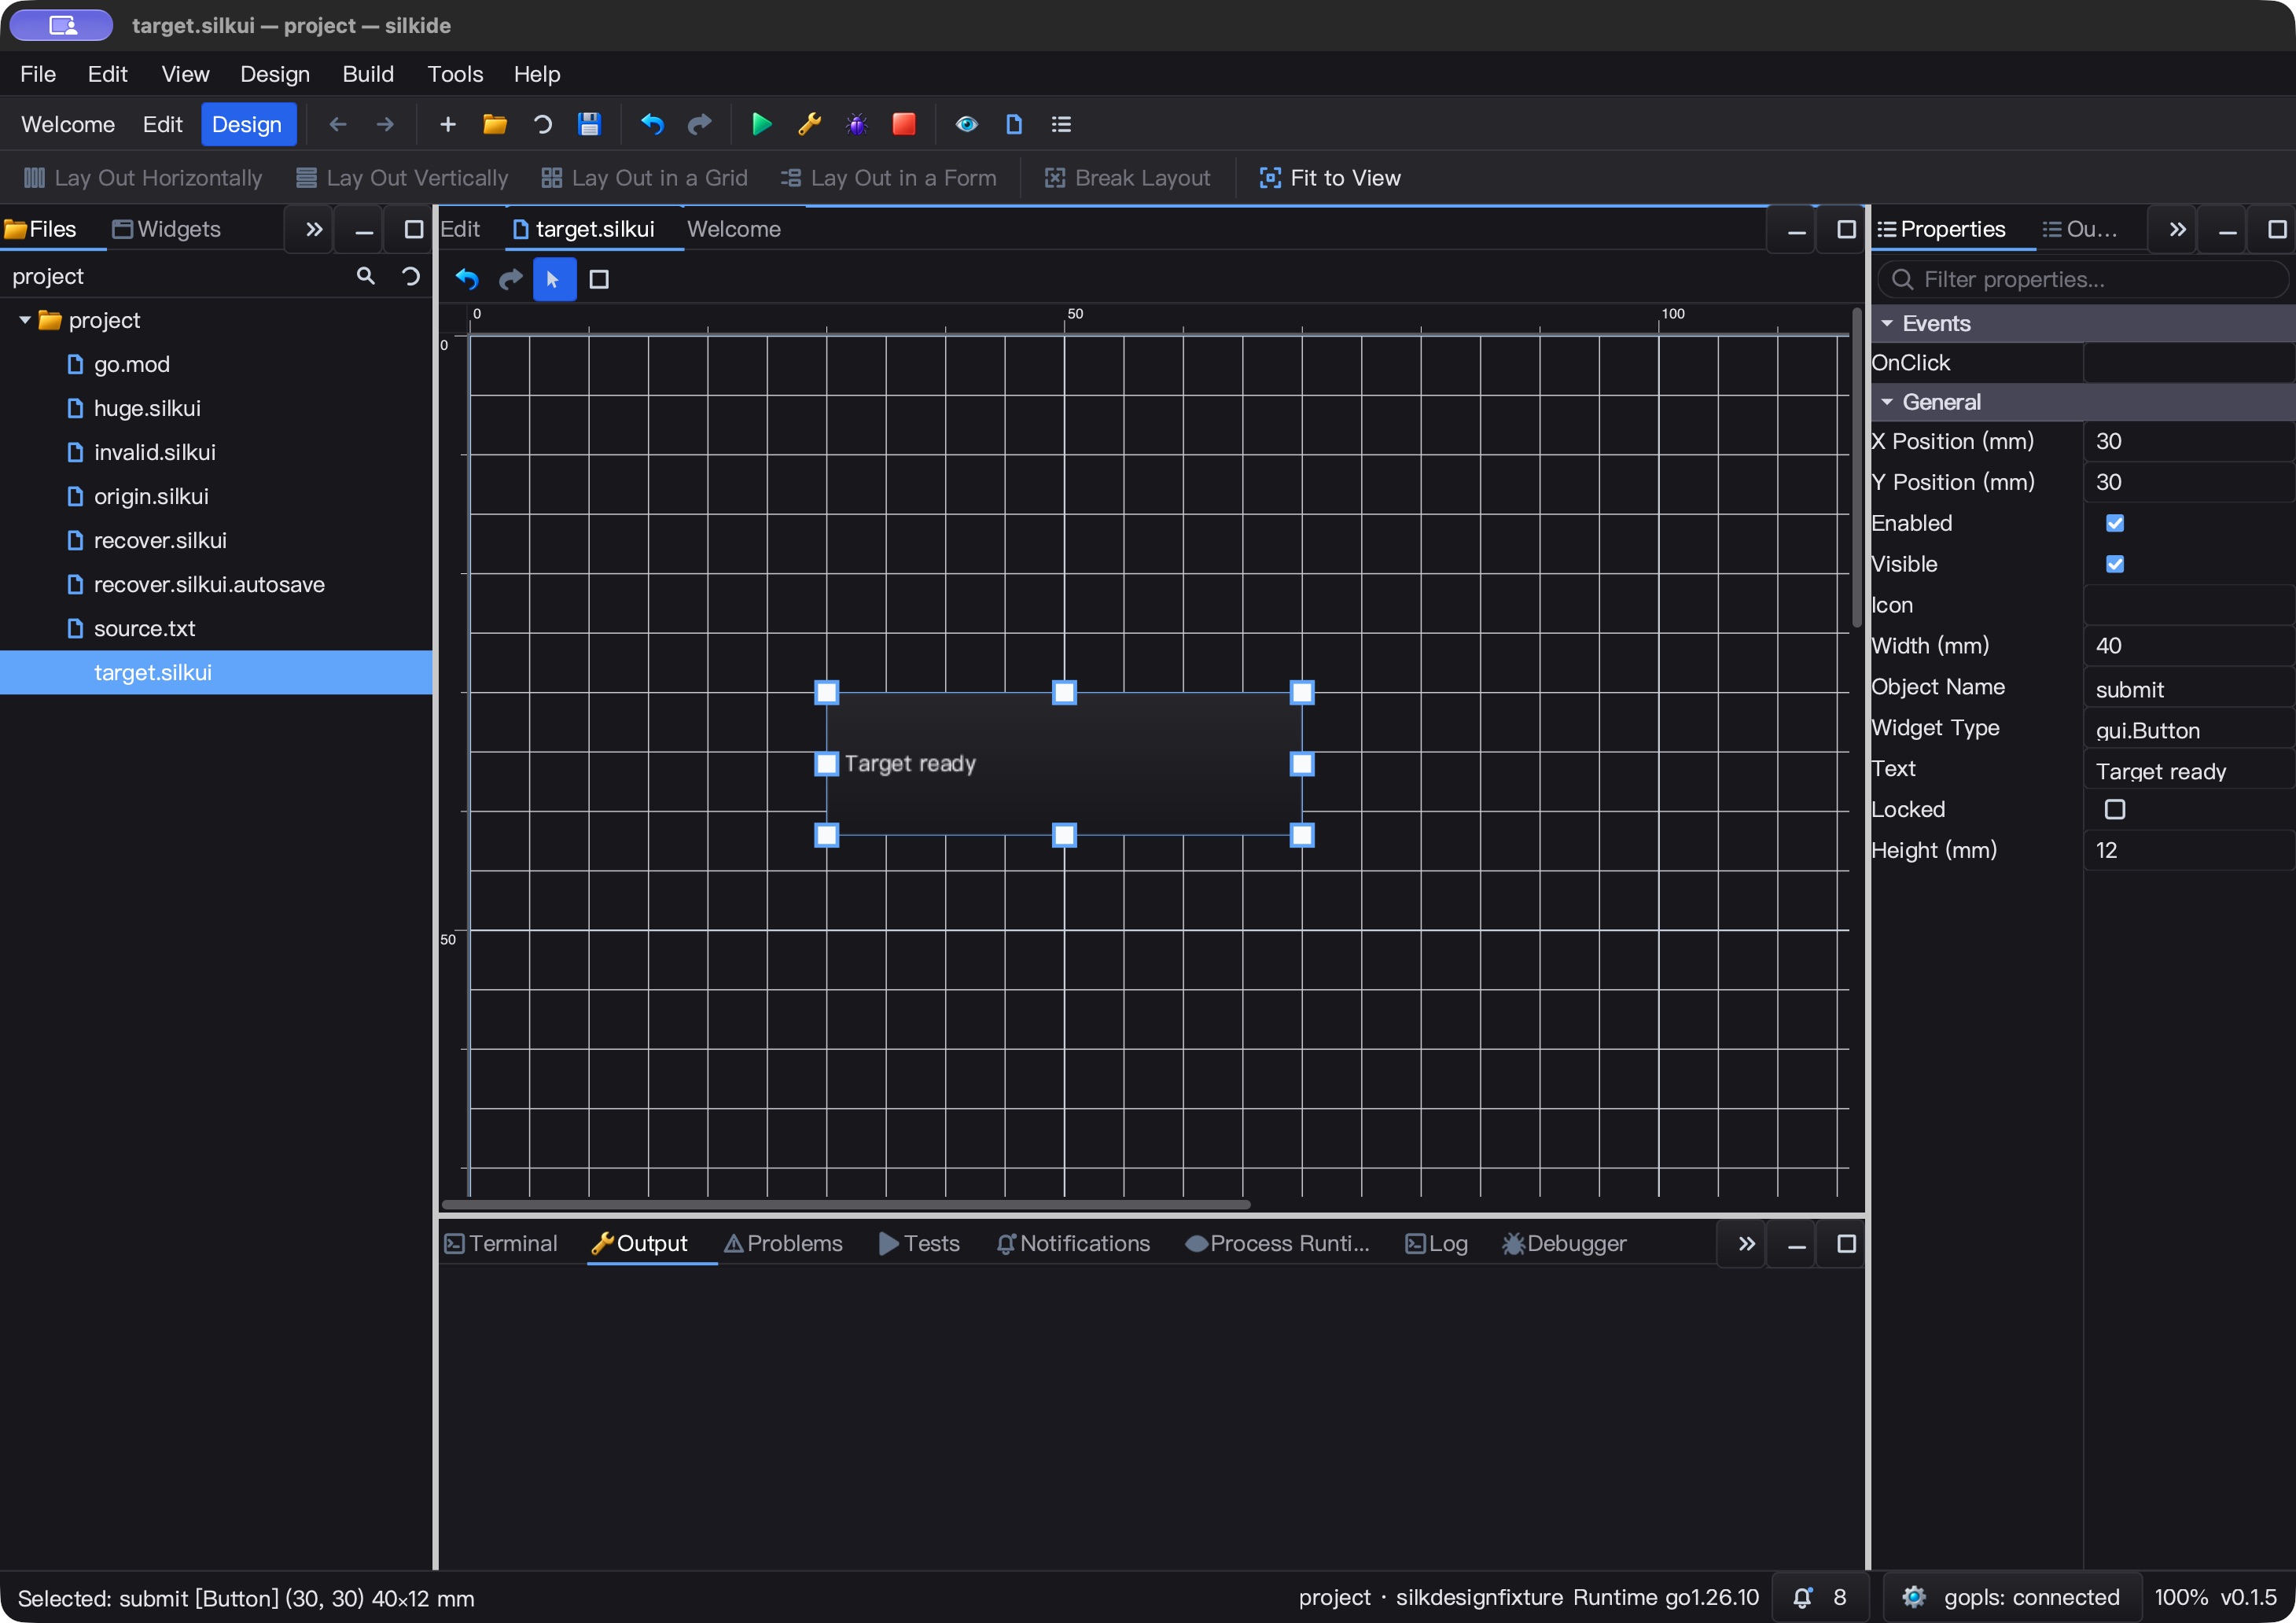 target.silkui — project — silkide
File Edit View Design Build Tools Help
Welcome Edit Design
Lay Out Horizontally Lay Out Vertically Lay Out in a Grid Lay Out in a Form Break Layout Fit to View
Files Widgets
project
project
go.mod
huge.silkui
invalid.silkui
origin.silkui
recover.silkui
recover.silkui.autosave
source.txt
target.silkui
Edit target.silkui Welcome
0 50 100
0
50
Target ready
Terminal Output Problems Tests Notifications Process Runti... Log Debugger
Properties Ou...
Filter properties...
Events
OnClick
General
X Position (mm) 30
Y Position (mm) 30
Enabled
Visible
Icon
Width (mm) 40
Object Name submit
Widget Type gui.Button
Text Target ready
Locked
Height (mm) 12
Selected: submit [Button] (30, 30) 40×12 mm
project · silkdesignfixture Runtime go1.26.10 8 gopls: connected 100% v0.1.5